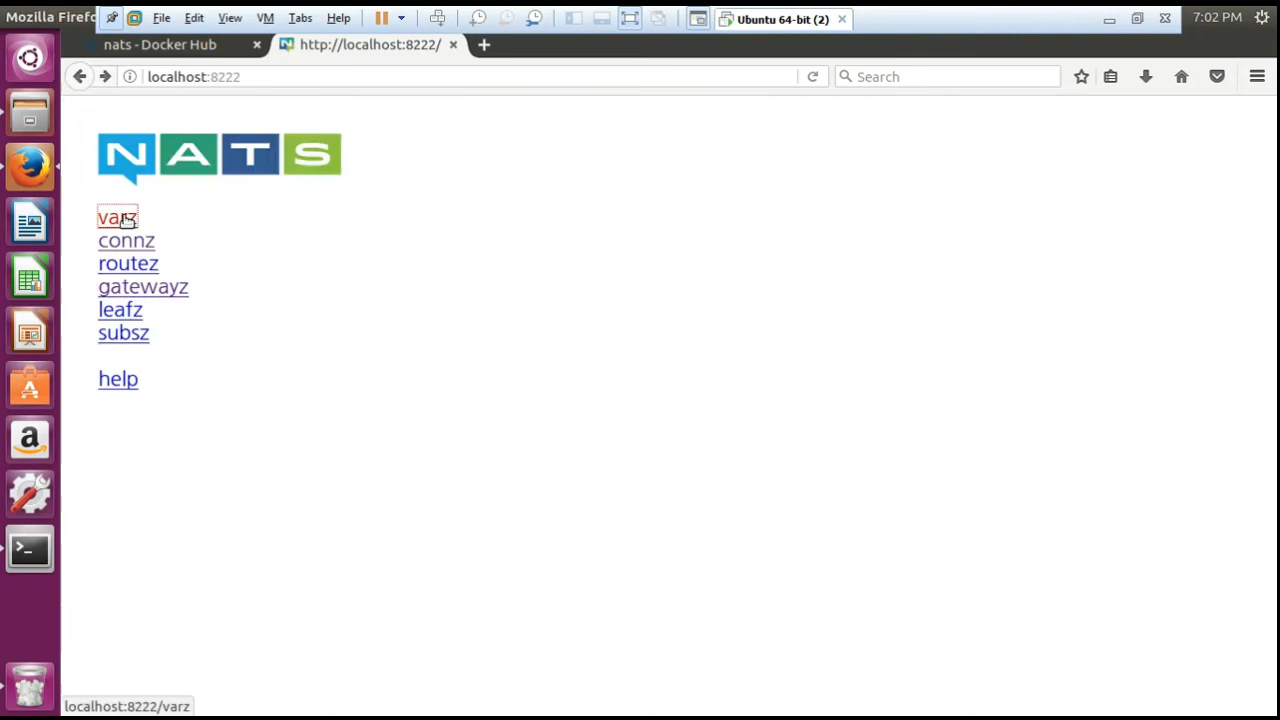 Mozilla Firefo
File Edit View VM Tabs Help
Ubuntu 64-bit (2)
7:02 PM
nats - Docker Hub
http://localhost:8222/
localhost:8222
Search
NATS
varz
connz
routez
gatewayz
leafz
subsz
help
localhost:8222/varz